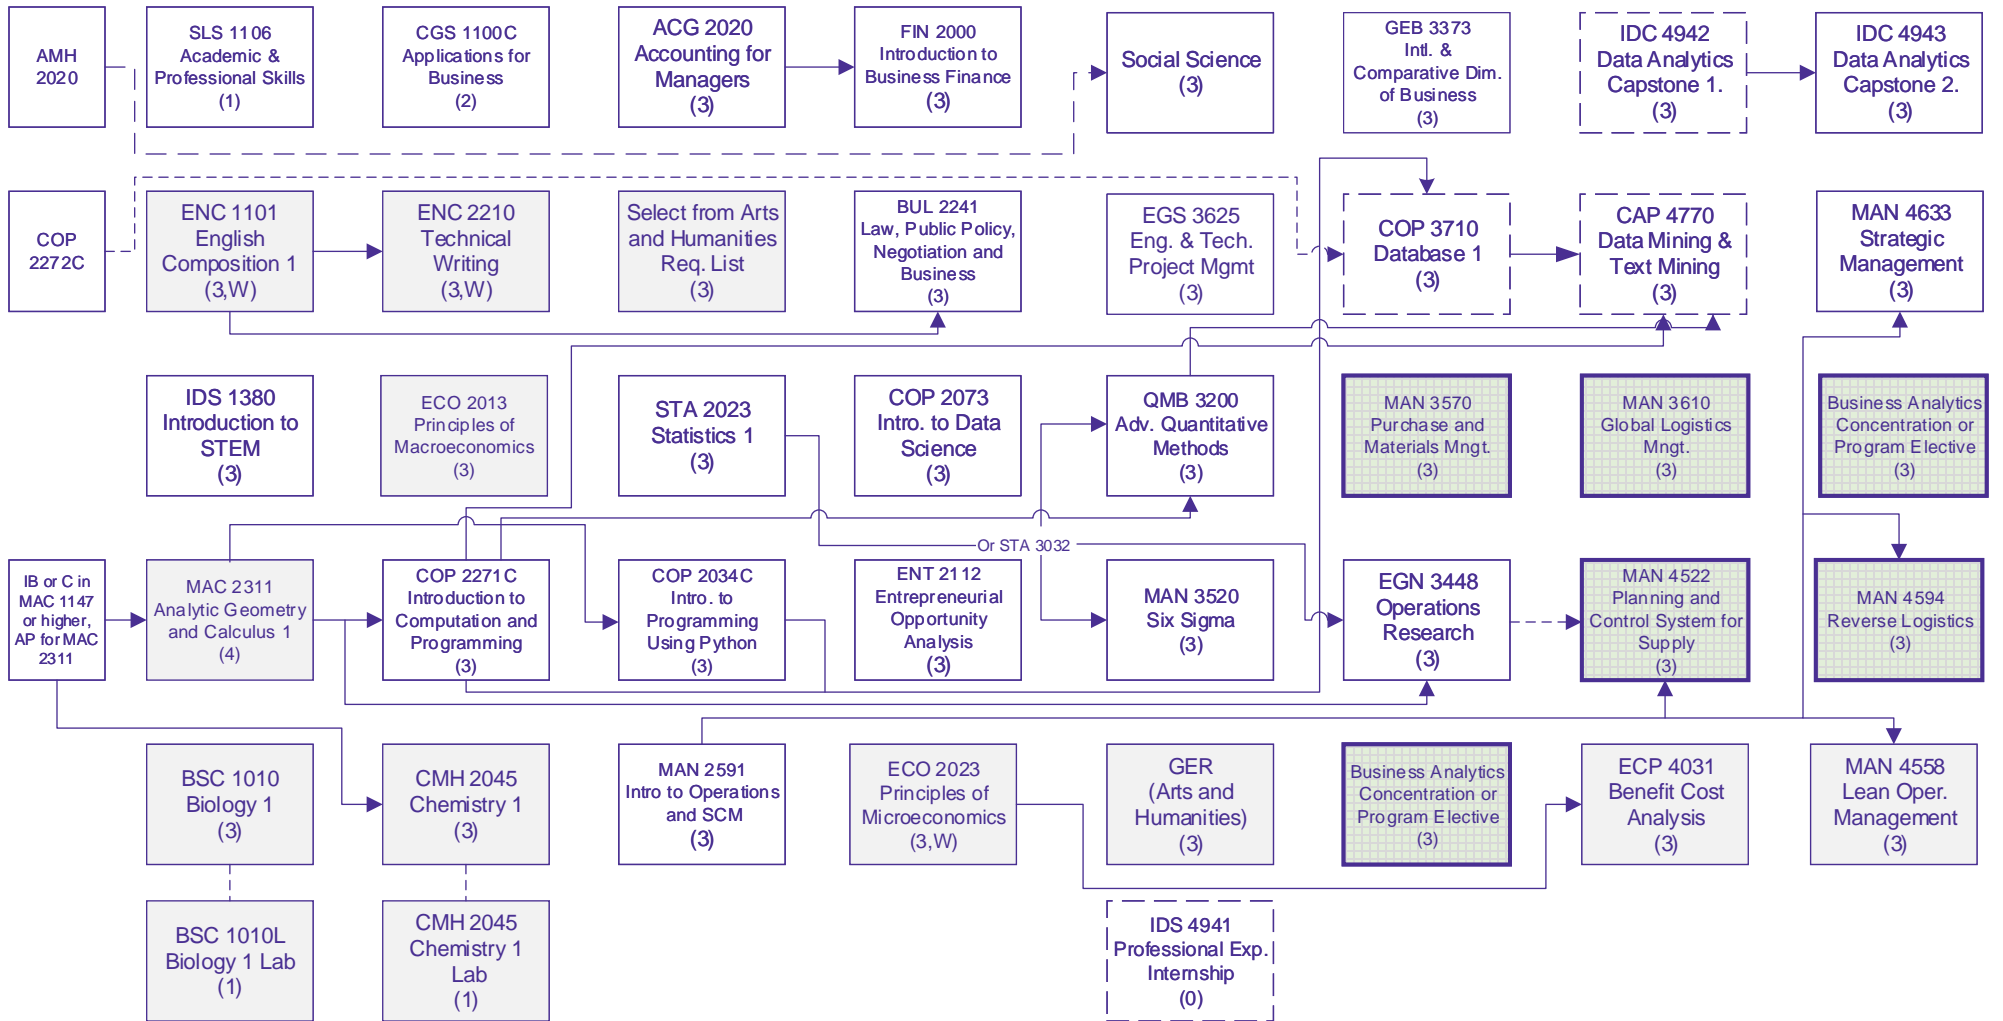 AMH
2020
SLS 1106
Academic &
Professional Skills
(1)
CGS 1100C
Applications for
Business
(2)
ACG 2020
Accounting for
Managers
(3)
FIN 2000
Introduction to
Business Finance
(3)
Social Science
(3)
GEB 3373
Intl. &
Comparative Dim.
of Business
(3)
IDC 4942
Data Analytics
Capstone 1.
(3)
IDC 4943
Data Analytics
Capstone 2.
(3)
COP
2272C
ENC 1101
English
Composition 1
(3,W)
ENC 2210
Technical
Writing
(3,W)
Select from Arts
and Humanities
Req. List
(3)
BUL 2241
Law, Public Policy,
Negotiation and
Business
(3)
EGS 3625
Eng. & Tech.
Project Mgmt
(3)
COP 3710
Database 1
(3)
CAP 4770
Data Mining &
Text Mining
(3)
MAN 4633
Strategic
Management
(3)
IDS 1380
Introduction to
STEM
(3)
ECO 2013
Principles of
Macroeconomics
(3)
STA 2023
Statistics 1
(3)
COP 2073
Intro. to Data
Science
(3)
QMB 3200
Adv. Quantitative
Methods
(3)
MAN 3570
Purchase and
Materials Mngt.
(3)
MAN 3610
Global Logistics
Mngt.
(3)
Business Analytics
Concentration or
Program Elective
(3)
Or STA 3032
IB or C in
MAC 1147
or higher,
AP for MAC
2311
MAC 2311
Analytic Geometry
and Calculus 1
(4)
COP 2271C
Introduction to
Computation and
Programming
(3)
COP 2034C
Intro. to
Programming
Using Python
(3)
ENT 2112
Entrepreneurial
Opportunity
Analysis
(3)
MAN 3520
Six Sigma
(3)
EGN 3448
Operations
Research
(3)
MAN 4522
Planning and
Control System for
Supply
(3)
MAN 4594
Reverse Logistics
(3)
BSC 1010
Biology 1
(3)
CMH 2045
Chemistry 1
(3)
MAN 2591
Intro to Operations
and SCM
(3)
ECO 2023
Principles of
Microeconomics
(3,W)
GER
(Arts and
Humanities)
(3)
Business Analytics
Concentration or
Program Elective
(3)
ECP 4031
Benefit Cost
Analysis
(3)
MAN 4558
Lean Oper.
Management
(3)
BSC 1010L
Biology 1 Lab
(1)
CMH 2045
Chemistry 1
Lab
(1)
IDS 4941
Professional Exp.
Internship
(0)